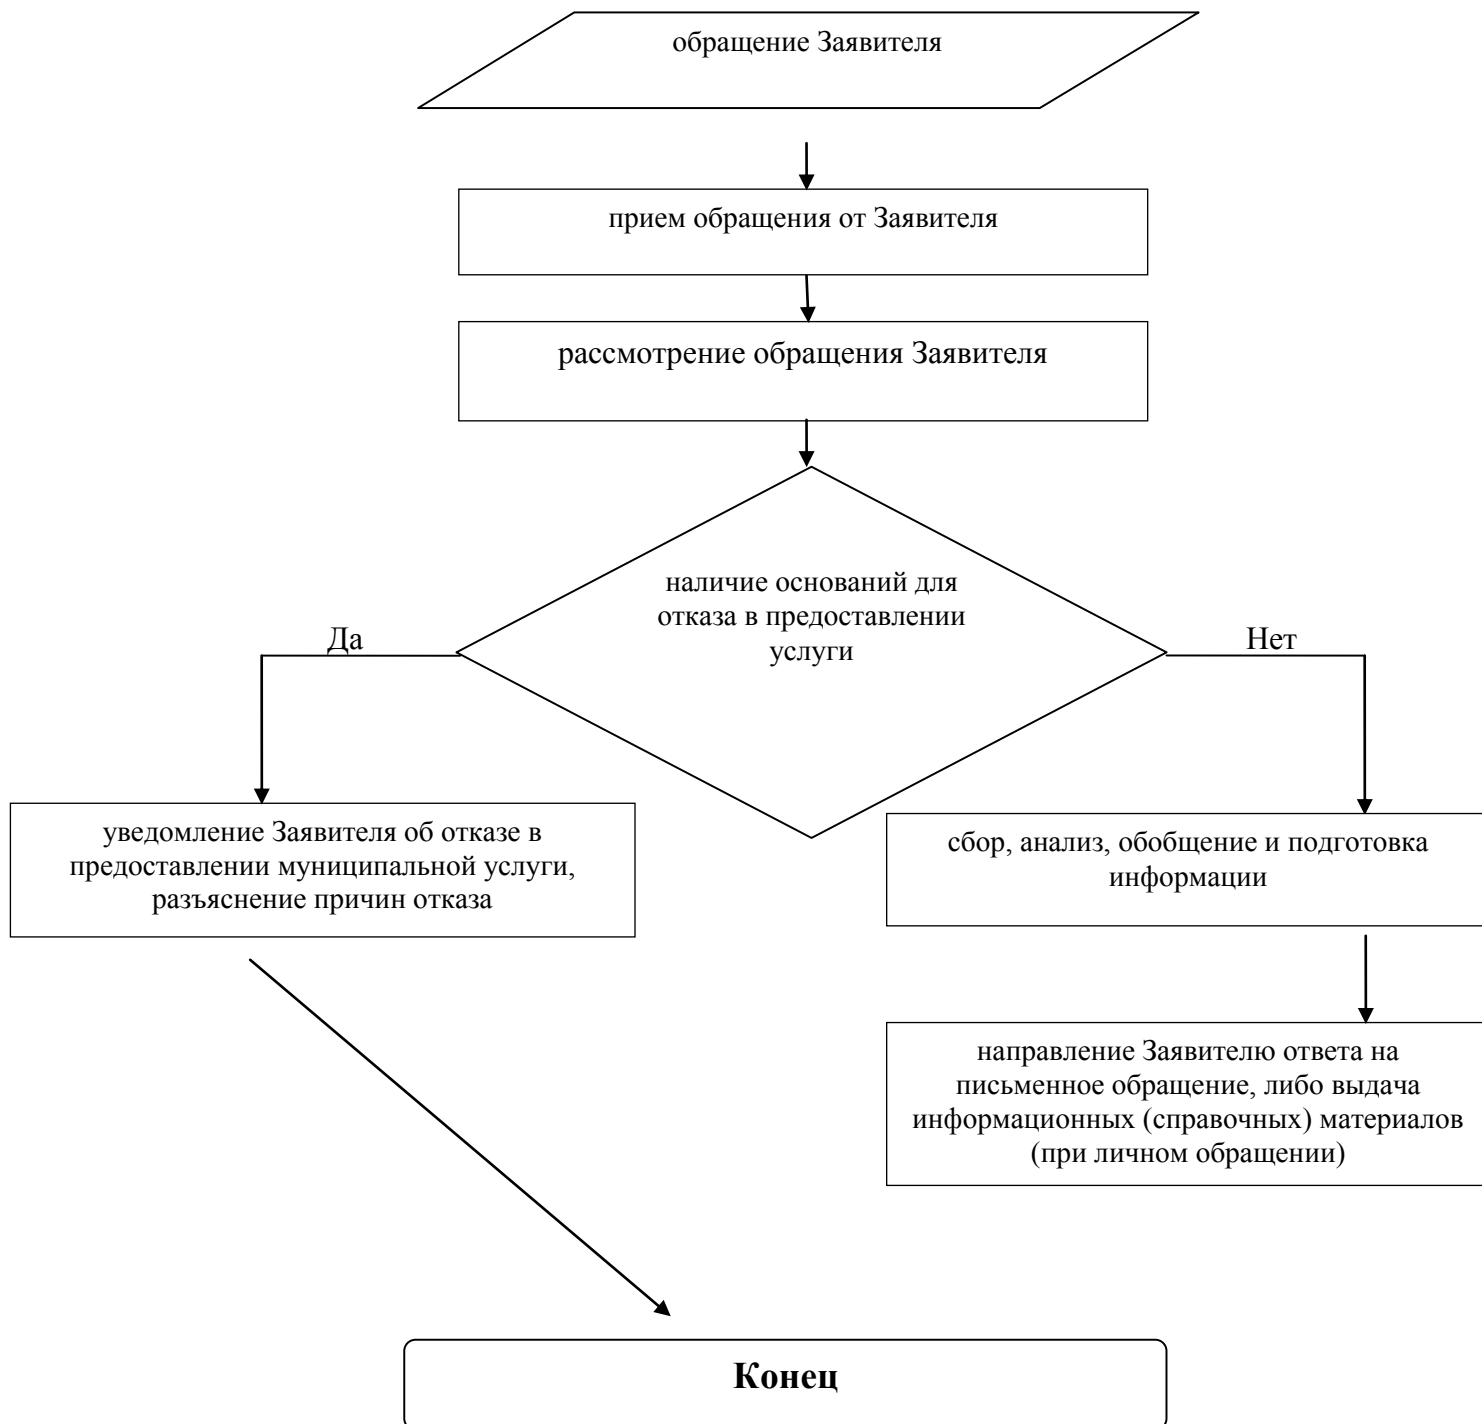 обращение Заявителя
прием обращения от Заявителя
рассмотрение обращения Заявителя
наличие оснований для
отказа в предоставлении
услуги
Да
Нет
уведомление Заявителя об отказе в
предоставлении муниципальной услуги,
разъяснение причин отказа
сбор, анализ, обобщение и подготовка
информации
направление Заявителю ответа на
письменное обращение, либо выдача
информационных (справочных) материалов
(при личном обращении)
Конец